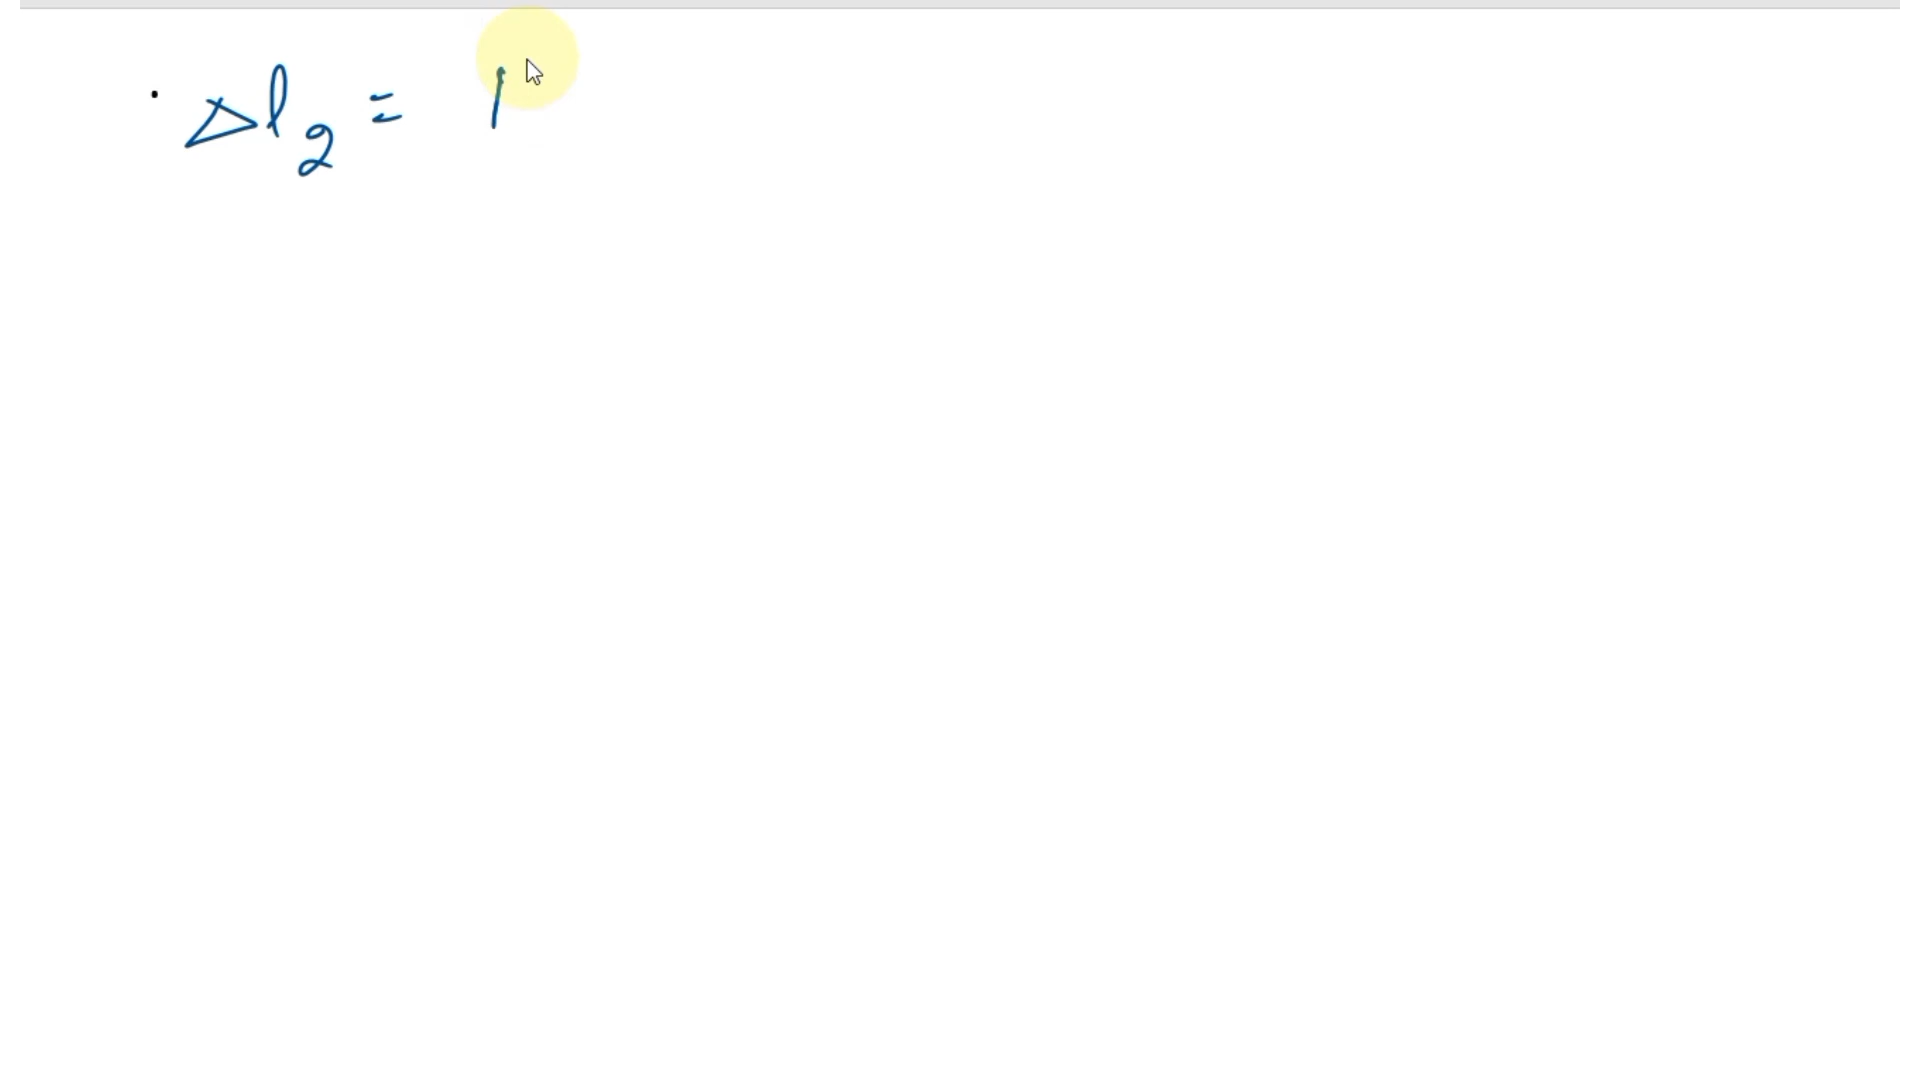 Δl₂ =